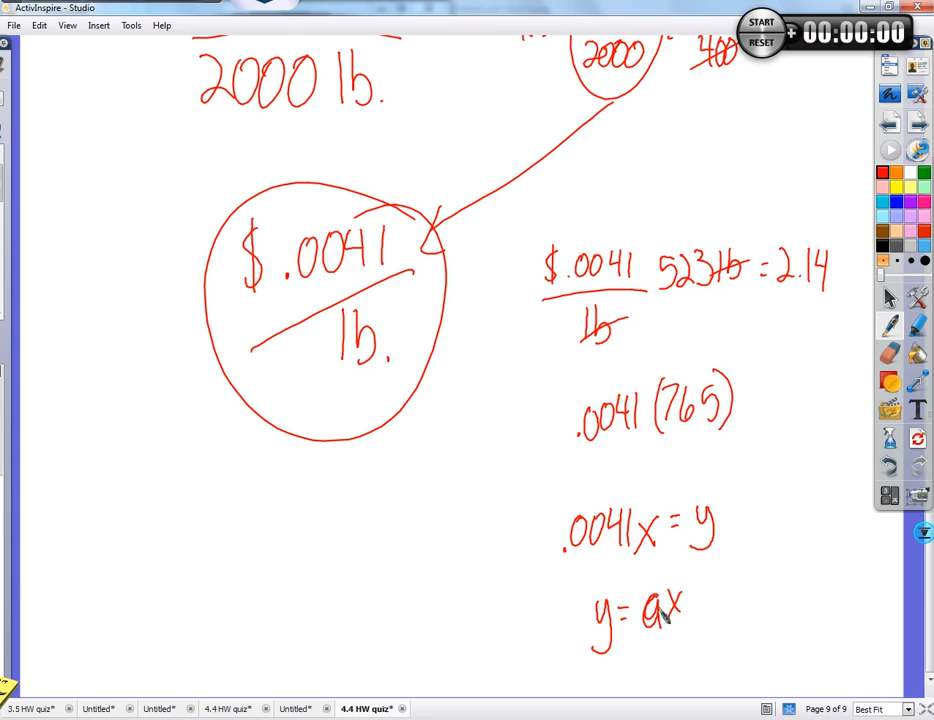 ActivInspire - Studio
File Edit View Insert Tools
START
RESET
00:00:00
2000 lb.
2000
400
$.0041
lb.
$.0041 523 lb = 2.14
lb
.0041 (765)
.0041x = y
y = ax
3.5 HW quiz* Untitled* 4.4 HW quiz* Untitled* 4.4 HW quiz* Page 9 of 9 Best Fit